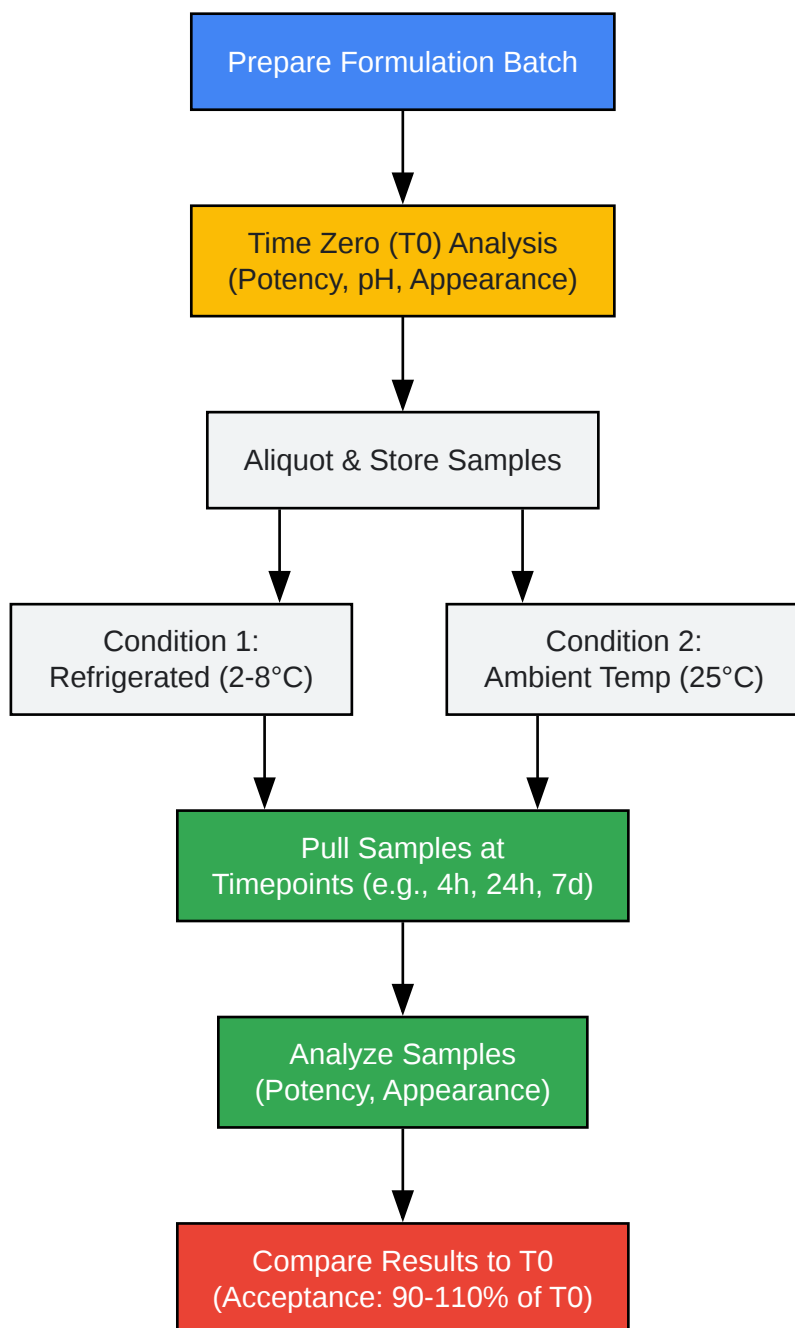 Prepare Formulation Batch
Time Zero (T0) Analysis
(Potency, pH, Appearance)
Aliquot & Store Samples
Condition 1:
Refrigerated (2-8°C)
Condition 2:
Ambient Temp (25°C)
Pull Samples at
Timepoints (e.g., 4h, 24h, 7d)
Analyze Samples
(Potency, Appearance)
Compare Results to T0
(Acceptance: 90-110% of T0)